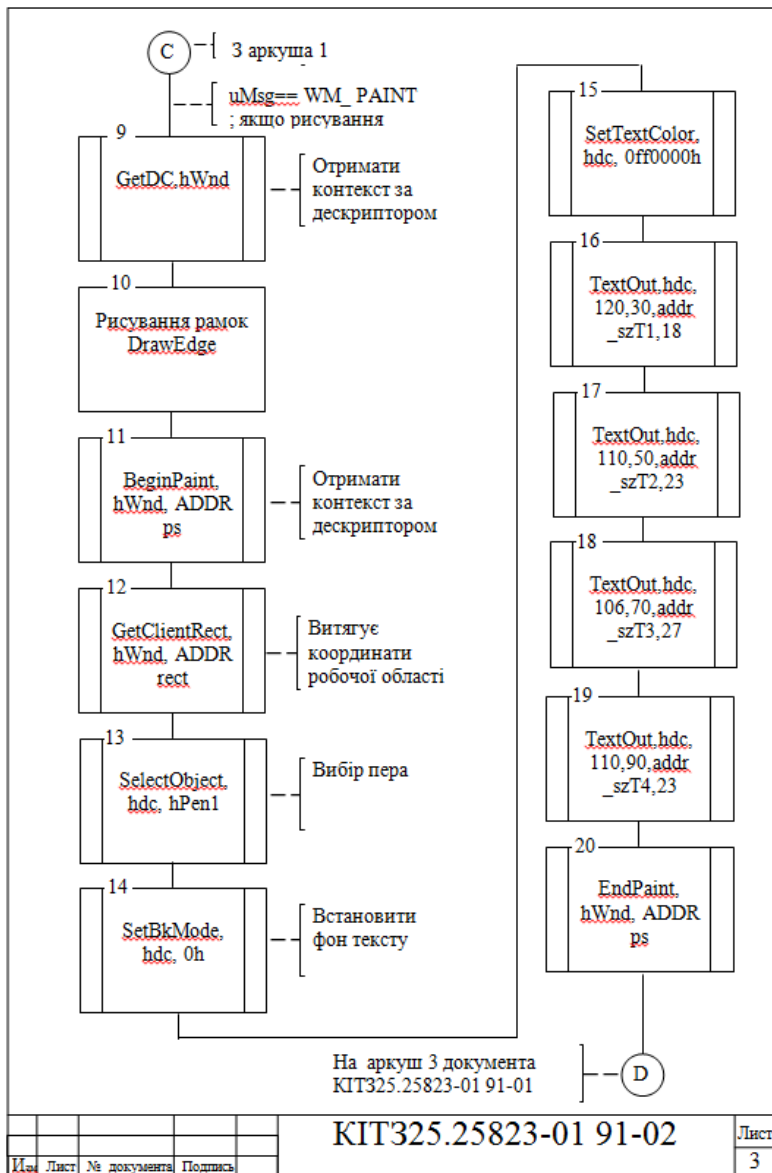 C
З аркуша 1
uMsg== WM_ PAINT
; якщо рисування
9
GetDC,hWnd
Отримати
контекст за
дескриптором
10
Рисування рамок
DrawEdge
11
BeginPaint,
hWnd, ADDR
ps
Отримати
контекст за
дескриптором
12
GetClientRect,
hWnd, ADDR
rect
Витягує
координати
робочої області
13
SelectObject,
hdc, hPen1
Вибір пера
14
SetBkMode,
hdc, 0h
Встановити
фон тексту
15
SetTextColor,
hdc, 0ff0000h
16
TextOut,hdc,
120,30,addr
_szT1,18
17
TextOut,hdc,
110,50,addr
_szT2,23
18
TextOut,hdc,
106,70,addr
_szT3,27
19
TextOut,hdc,
110,90,addr
_szT4,23
20
EndPaint,
hWnd, ADDR
ps
На аркуш 3 документа
КІТ325.25823-01 91-01
D
КІТ325.25823-01 91-02
Лист
3
Изм Лист № документа Подпись